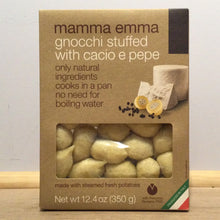 mamma emma
gnocchi stuffed
with cacio e pepe
only natural
ingredients
cooks in a pan
no need for
boiling water
made with steamed fresh potatoes
NET WT 12.4 oz (350 g)